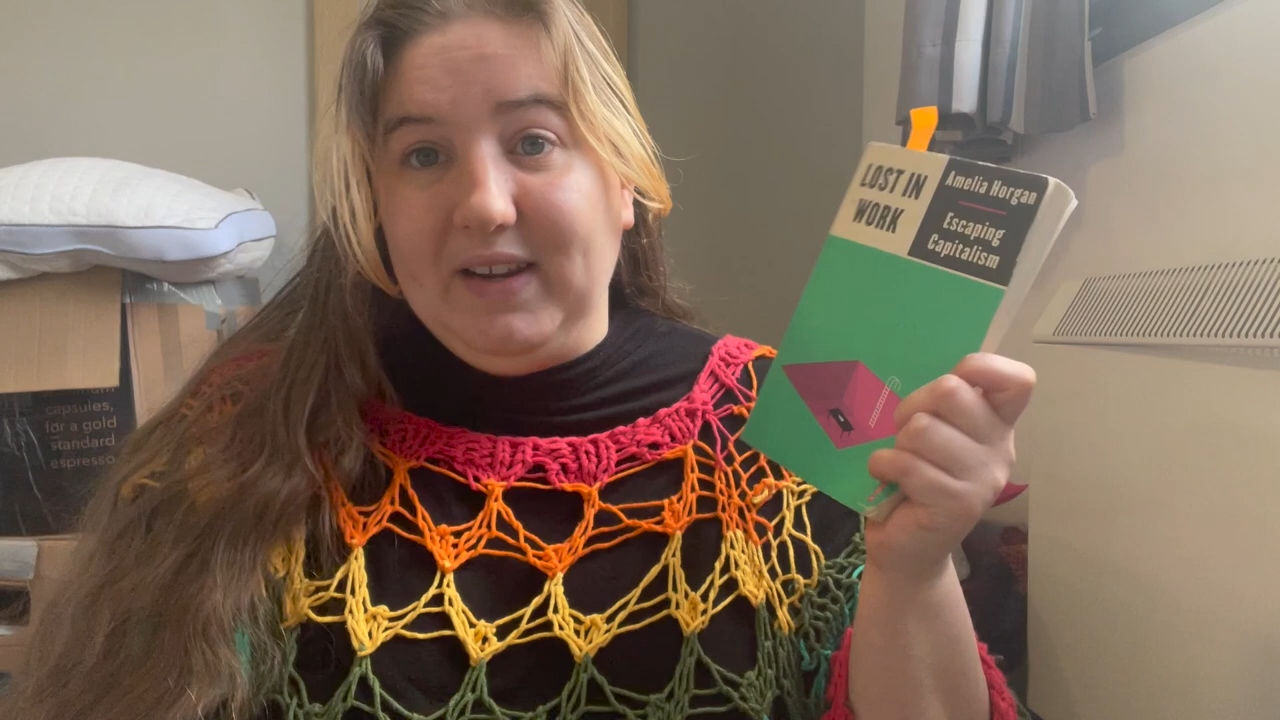 LOST IN
WORK
Amelia Horgan
Escaping
Capitalism
capsules,
for a gold
standard
espresso